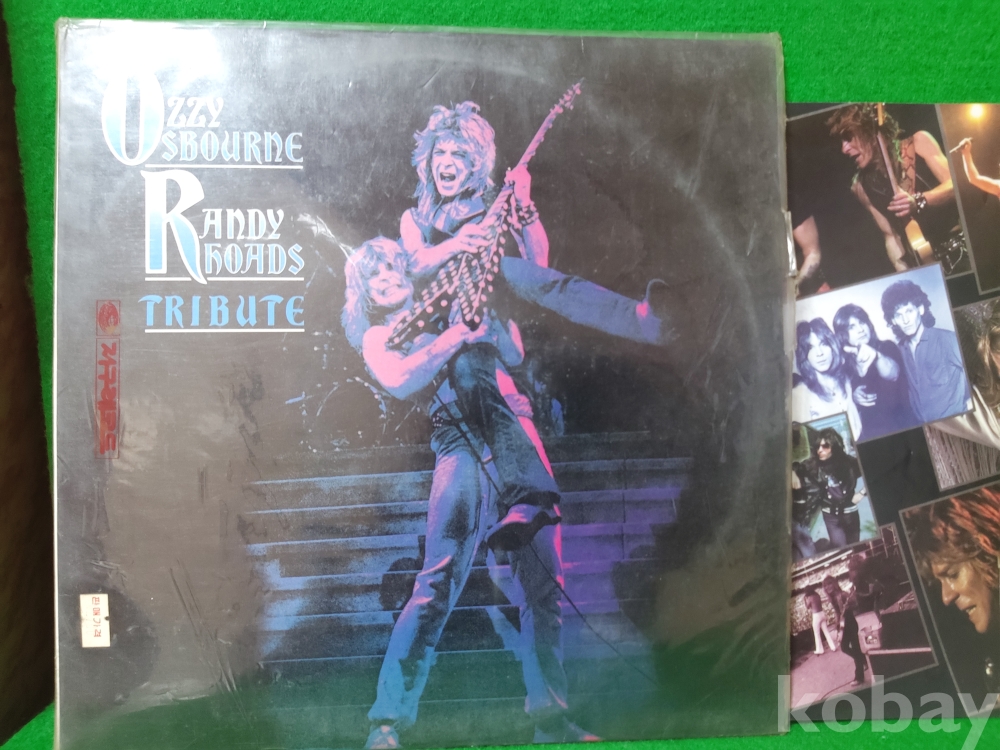 OZZY
OSBOURNE
RANDY
RHOADS
TRIBUTE
kobay